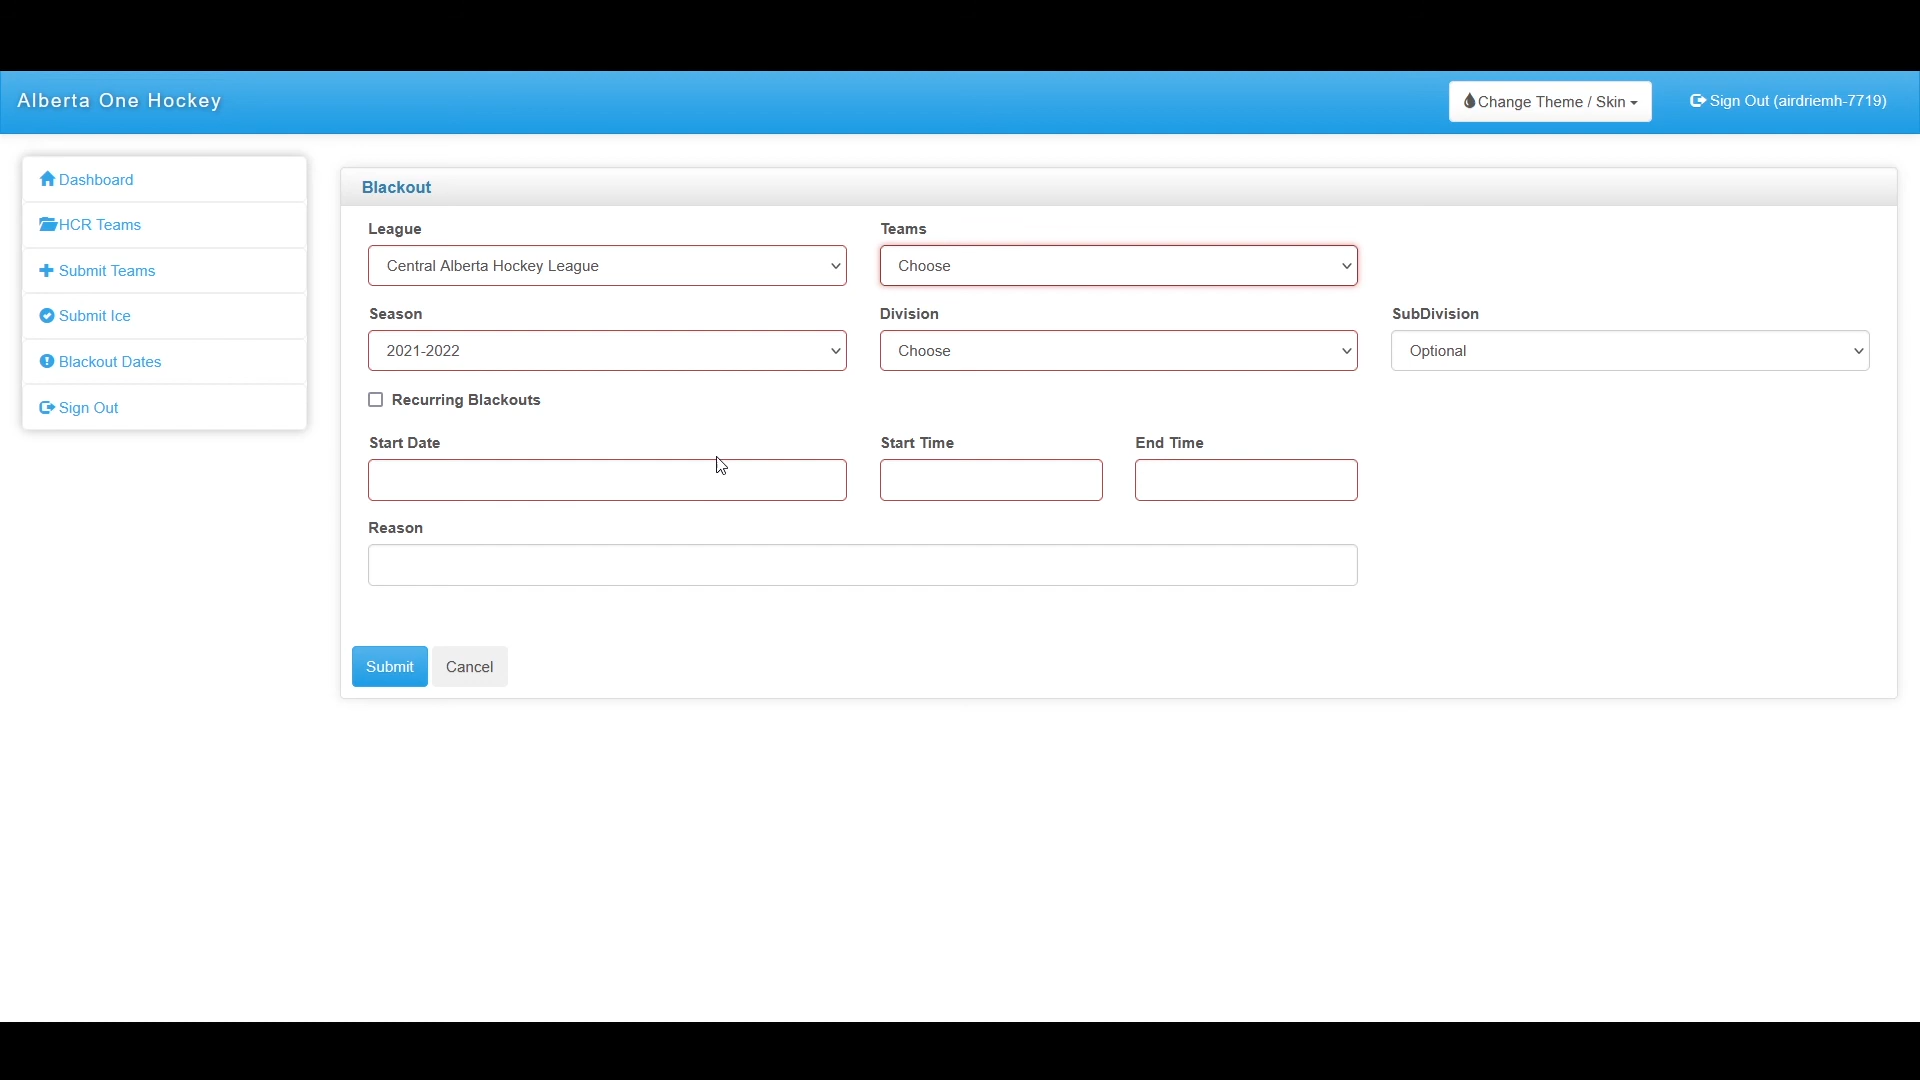 Alberta One Hockey
Change Theme / Skin
Sign Out (airdriemh-7719)
Dashboard
HCR Teams
Submit Teams
Submit Ice
Blackout Dates
Sign Out
Blackout
League
Teams
Central Alberta Hockey League
Choose
Season
Division
SubDivision
2021-2022
Choose
Optional
Recurring Blackouts
Start Date
Start Time
End Time
Reason
Submit
Cancel